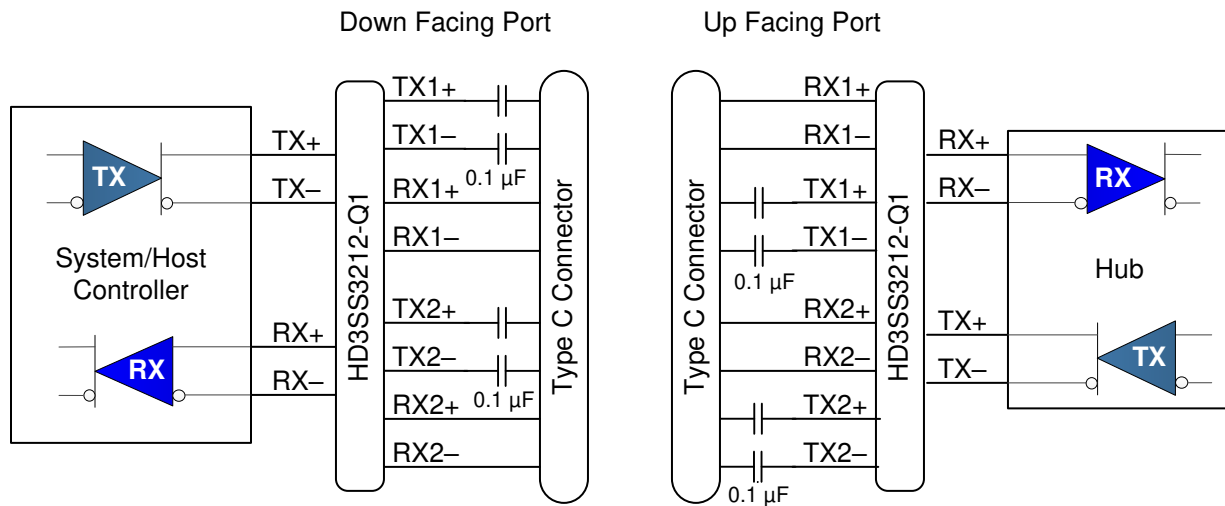 Down Facing Port
Up Facing Port
System/Host
Controller
TX
RX
TX+
TX−
RX+
RX−
HD3SS3212-Q1
TX1+
TX1−
0.1 µF
RX1+
RX1−
TX2+
TX2−
0.1 µF
RX2+
RX2−
Type C Connector
Type C Connector
RX1+
RX1−
TX1+
TX1−
0.1 µF
RX2+
RX2−
TX2+
TX2−
0.1 µF
HD3SS3212-Q1
RX+
RX−
TX+
TX−
RX
Hub
TX